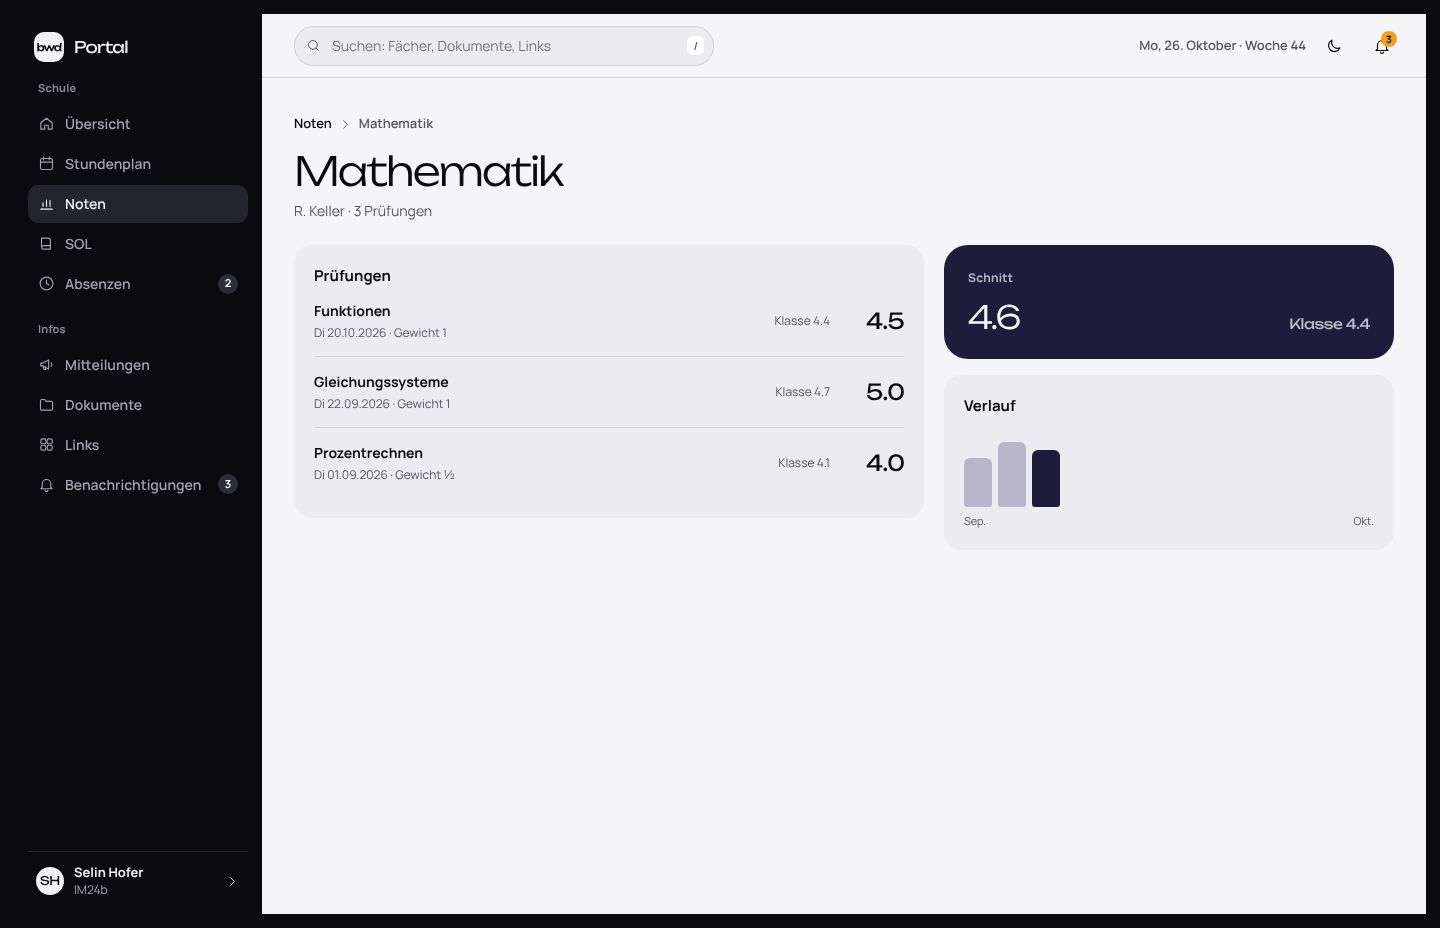 bwd Portal
Schule
Übersicht
Stundenplan
Noten
SOL
Absenzen 2
Infos
Mitteilungen
Dokumente
Links
Benachrichtigungen 3
SH Selin Hofer
IM24b
Suchen: Fächer, Dokumente, Links /
Mo, 26. Oktober · Woche 44
3
Noten > Mathematik
Mathematik
R. Keller · 3 Prüfungen
Prüfungen
Funktionen
Di 20.10.2026 · Gewicht 1
Klasse 4.4 4.5
Gleichungssysteme
Di 22.09.2026 · Gewicht 1
Klasse 4.7 5.0
Prozentrechnen
Di 01.09.2026 · Gewicht ½
Klasse 4.1 4.0
Schnitt
4.6 Klasse 4.4
Verlauf
Sep. Okt.